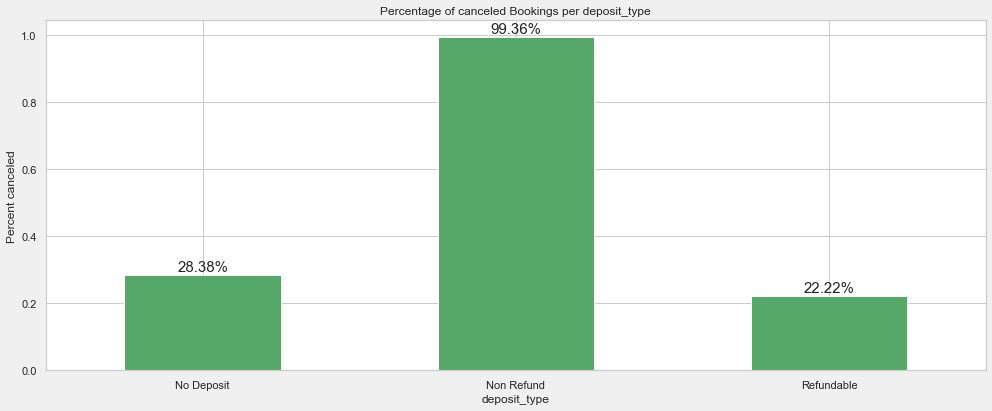 Percentage of canceled Bookings per deposit_type
99.36%
28.38%
22.22%
Percent canceled
1.0
0.8
0.6
0.4
0.2
0.0
No Deposit
Non Refund
Refundable
deposit_type